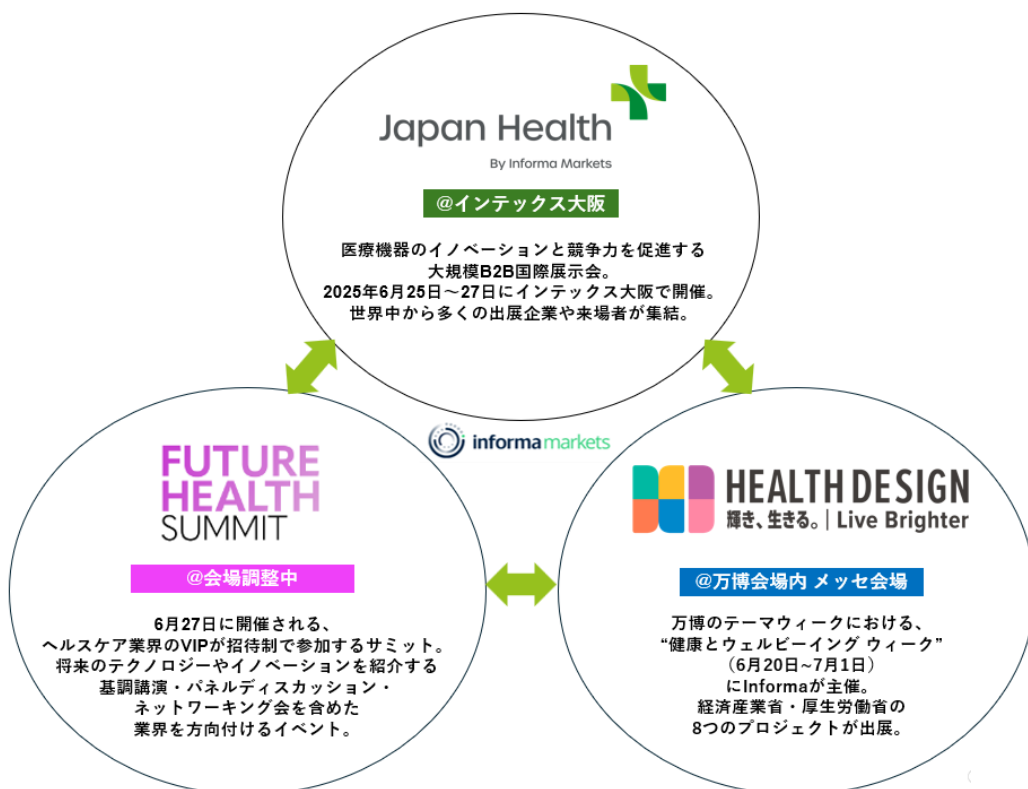 Japan Health
By Informa Markets
@インテックス大阪
医療機器のイノベーションと競争力を促進する
大規模B2B国際展示会。
2025年6月25日～27日にインテックス大阪で開催。
世界中から多くの出展企業や来場者が集結。
informa markets
FUTURE
HEALTH
SUMMIT
@会場調整中
6月27日に開催される、
ヘルスケア業界のVIPが招待制で参加するサミット。
将来のテクノロジーやイノベーションを紹介する
基調講演・パネルディスカッション・
ネットワーキング会を含めた
業界を方向付けるイベント。
HEALTH DESIGN
輝き、生きる。| Live Brighter
@万博会場内 メッセ会場
万博のテーマウィークにおける、
“健康とウェルビーイング ウィーク”
（6月20日~7月1日）
にInformaが主催。
経済産業省・厚生労働省の
8つのプロジェクトが出展。